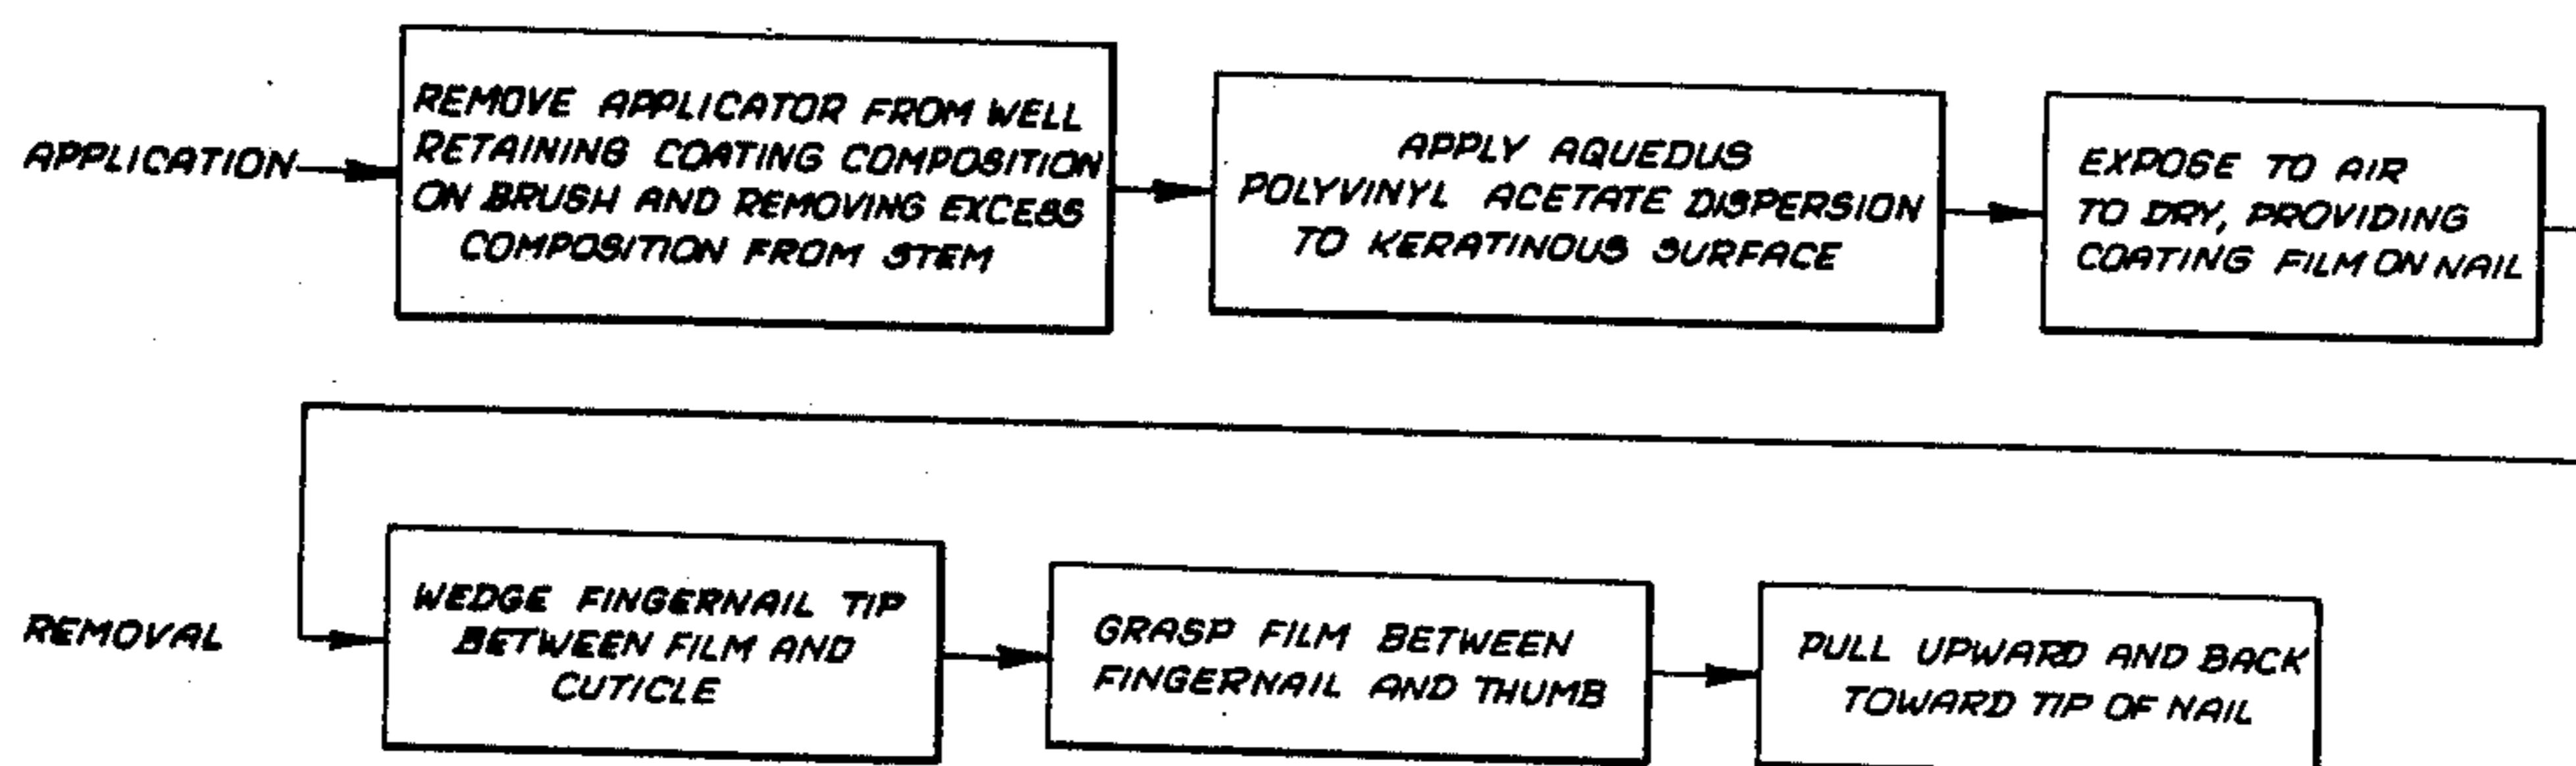 APPLICATION
REMOVE APPLICATOR FROM WELL
RETAINING COATING COMPOSITION
ON BRUSH AND REMOVING EXCESS
COMPOSITION FROM STEM
APPLY AQUEDUS
POLYVINYL ACETATE DISPERSION
TO KERATINOUS SURFACE
EXPOSE TO AIR
TO DRY, PROVIDING
COATING FILM ON NAIL
REMOVAL
WEDGE FINGERNAIL TIP
BETWEEN FILM AND
CUTICLE
GRASP FILM BETWEEN
FINGERNAIL AND THUMB
PULL UPWARD AND BACK
TOWARD TIP OF NAIL